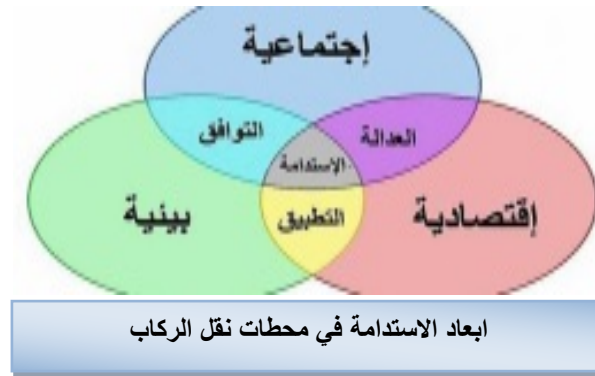 إجتماعية
التوافق
العدالة
الإستدامة
بيئية
التطبيق
إقتصادية
ابعاد الاستدامة في محطات نقل الركاب